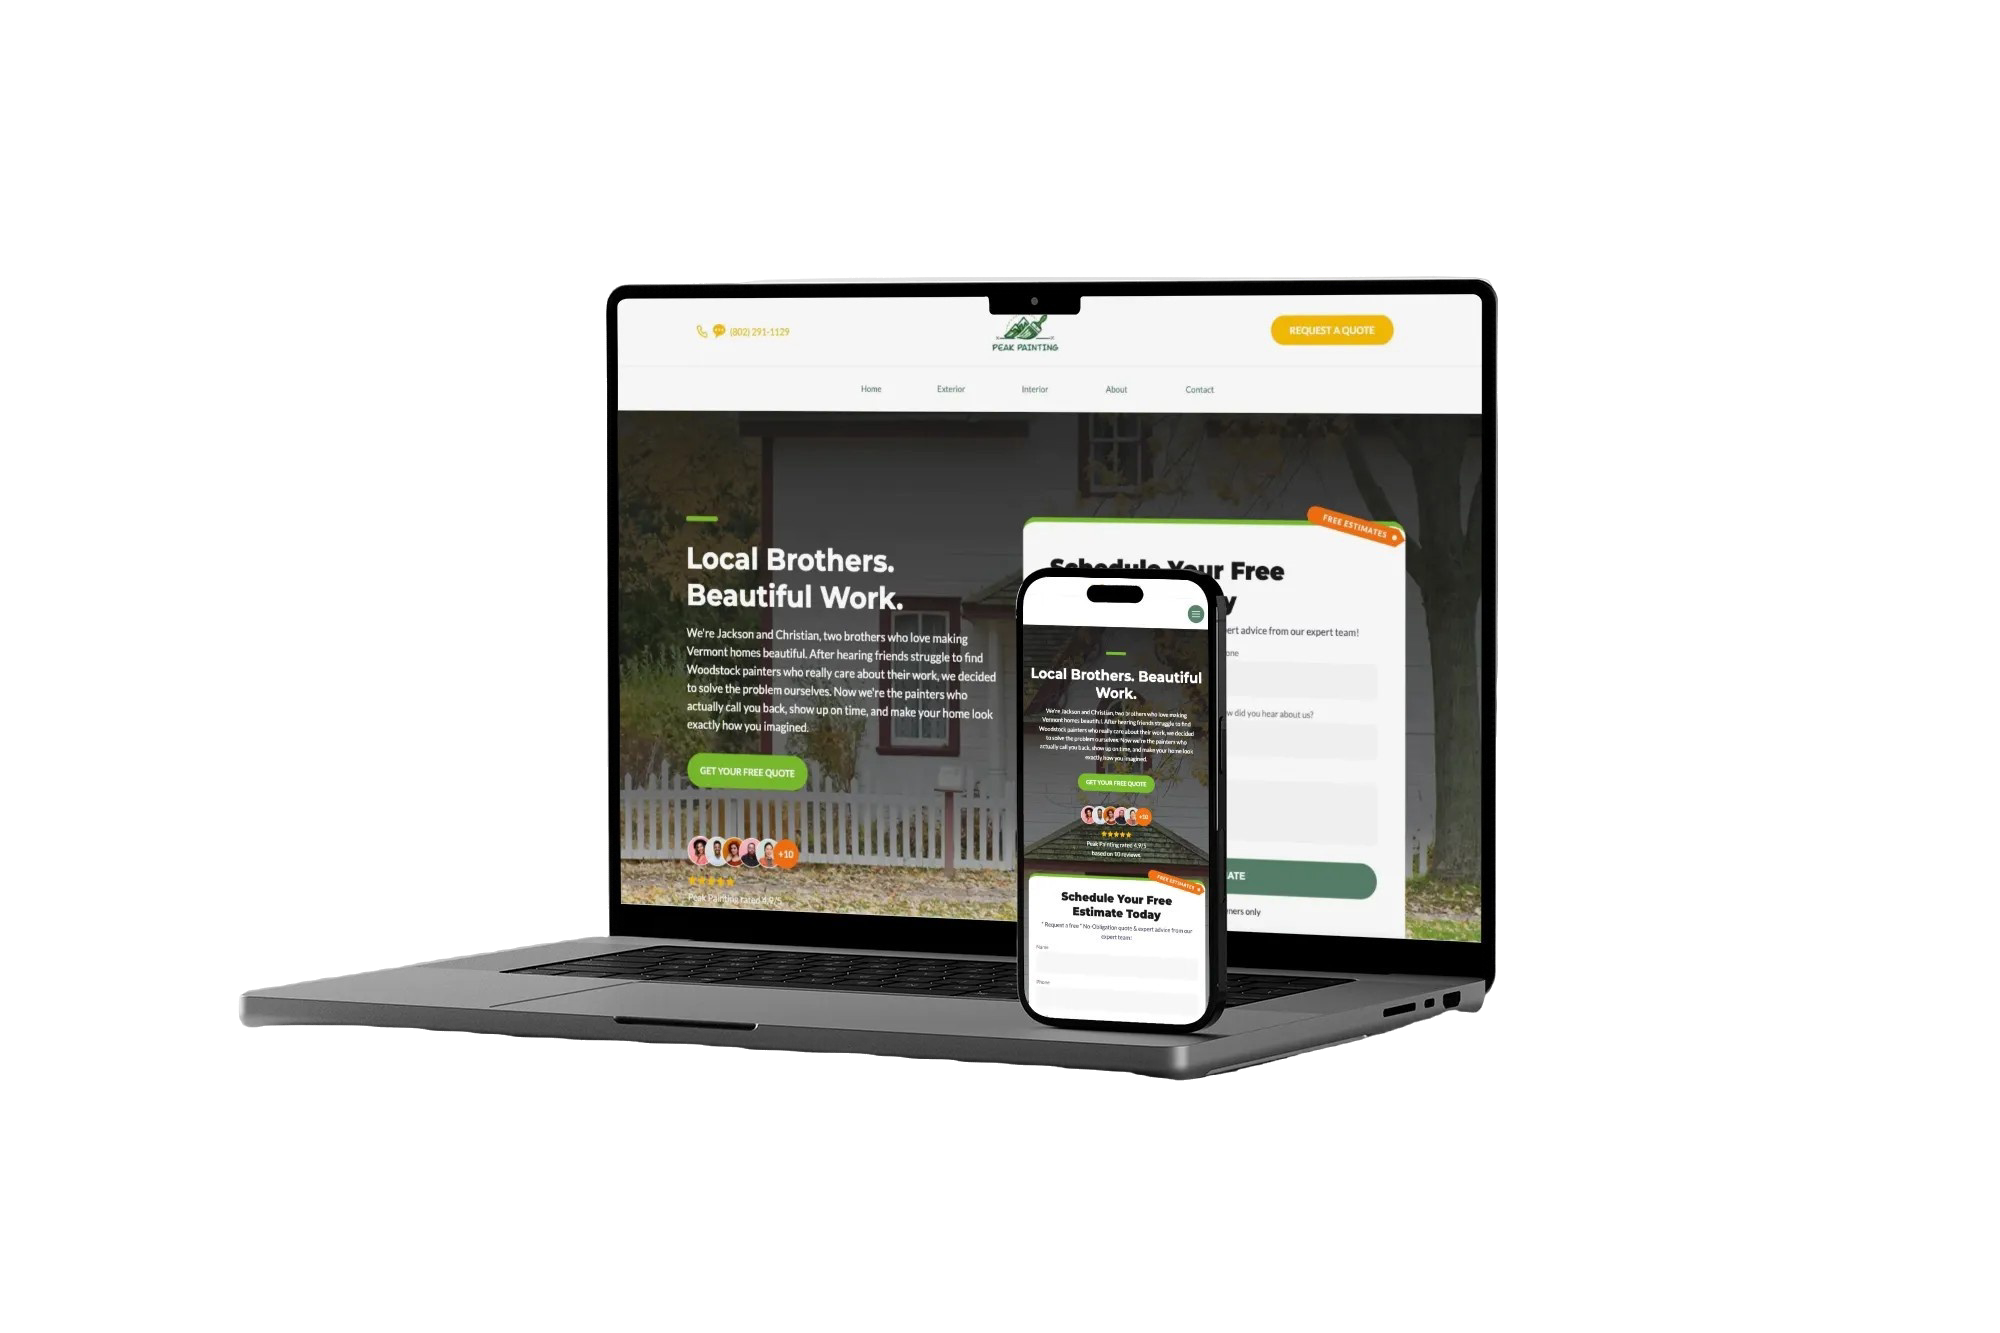 (802) 291-1129
PEAK PAINTING
REQUEST A QUOTE
Home
Exterior
Interior
About
Contact
Local Brothers.
Beautiful Work.
We're Jackson and Christian, two brothers who love making
Vermont homes beautiful. After hearing friends struggle to find
Woodstock painters who really care about their work, we decided
to solve the problem ourselves. Now we're the painters who
actually call you back, show up on time, and make your home look
exactly how you imagined.
GET YOUR FREE QUOTE
+10
Peak Painting rated 4.9/5
FREE ESTIMATES
Schedule Your Free
y
ert advice from our expert team!
one
w did you hear about us?
ATE
ners only
Local Brothers. Beautiful
Work.
We're Jackson and Christian, two brothers who love making
Vermont homes beautiful. After hearing friends struggle to find
Woodstock painters who really care about their work, we decided
to solve the problem ourselves. Now we're the painters who
actually call you back, show up on time, and make your home look
exactly how you imagined.
GET YOUR FREE QUOTE
+10
Peak Painting rated 4.9/5
based on 10 reviews
FREE ESTIMATES
Schedule Your Free
Estimate Today
* Request a free * No-Obligation quote & expert advice from our
expert team!
Name
Phone